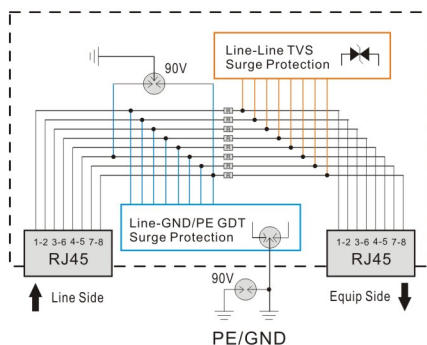 90V
Line-Line TVS
Surge Protection
Line-GND/PE GDT
Surge Protection
1-2 3-6 4-5 7-8
RJ45
1-2 3-6 4-5 7-8
RJ45
Line Side
90V
Equip Side
PE/GND